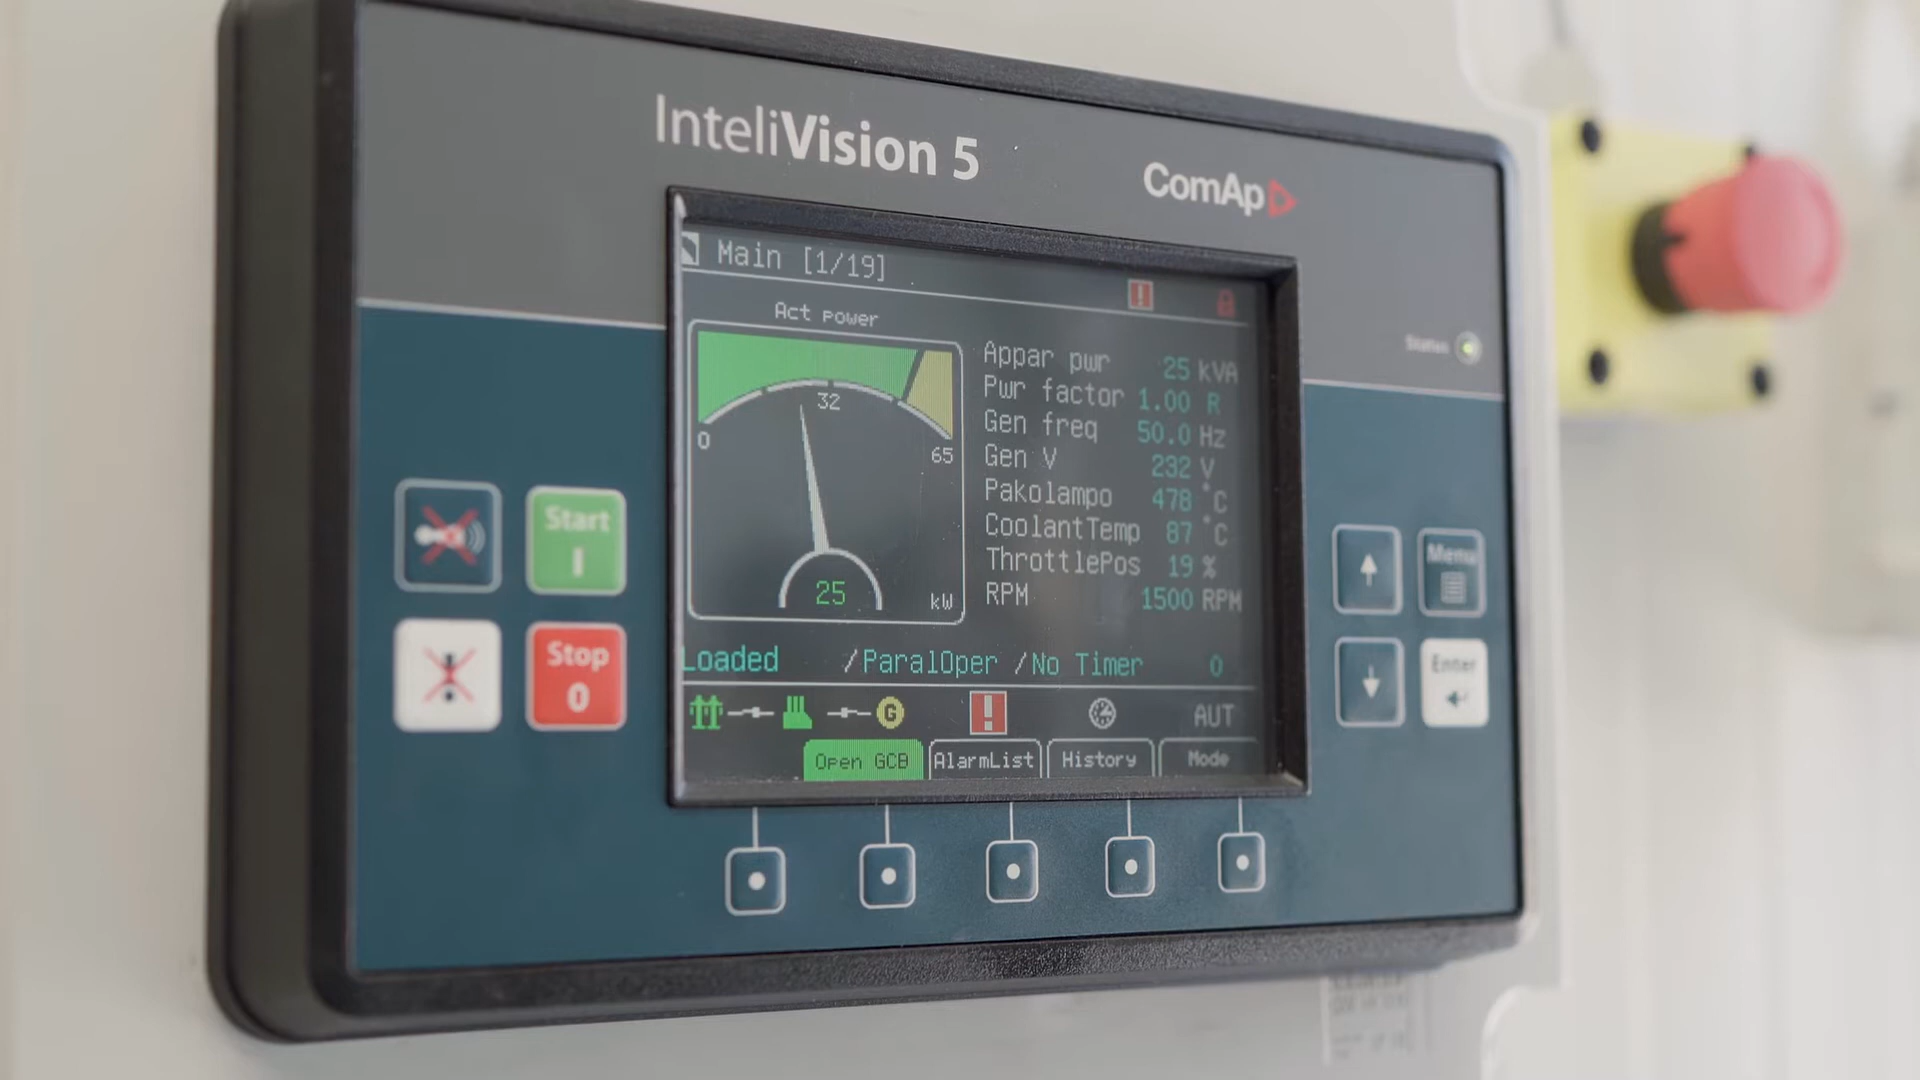 InteliVision 5
ComAp
Main [1/19]
Act power
0
32
65
25
kW
Appar pwr 25 kVA
Pwr factor 1.00 R
Gen freq 50.0 Hz
Gen V 232 V
Pakolampo 478 °C
CoolantTemp 87 °C
ThrottlePos 19 %
RPM 1500 RPM
Loaded /ParalOper /No Timer 0
G
AUT
Open GCB
AlarmList
History
Mode
Status
Start
I
Stop
0
Menu
Enter